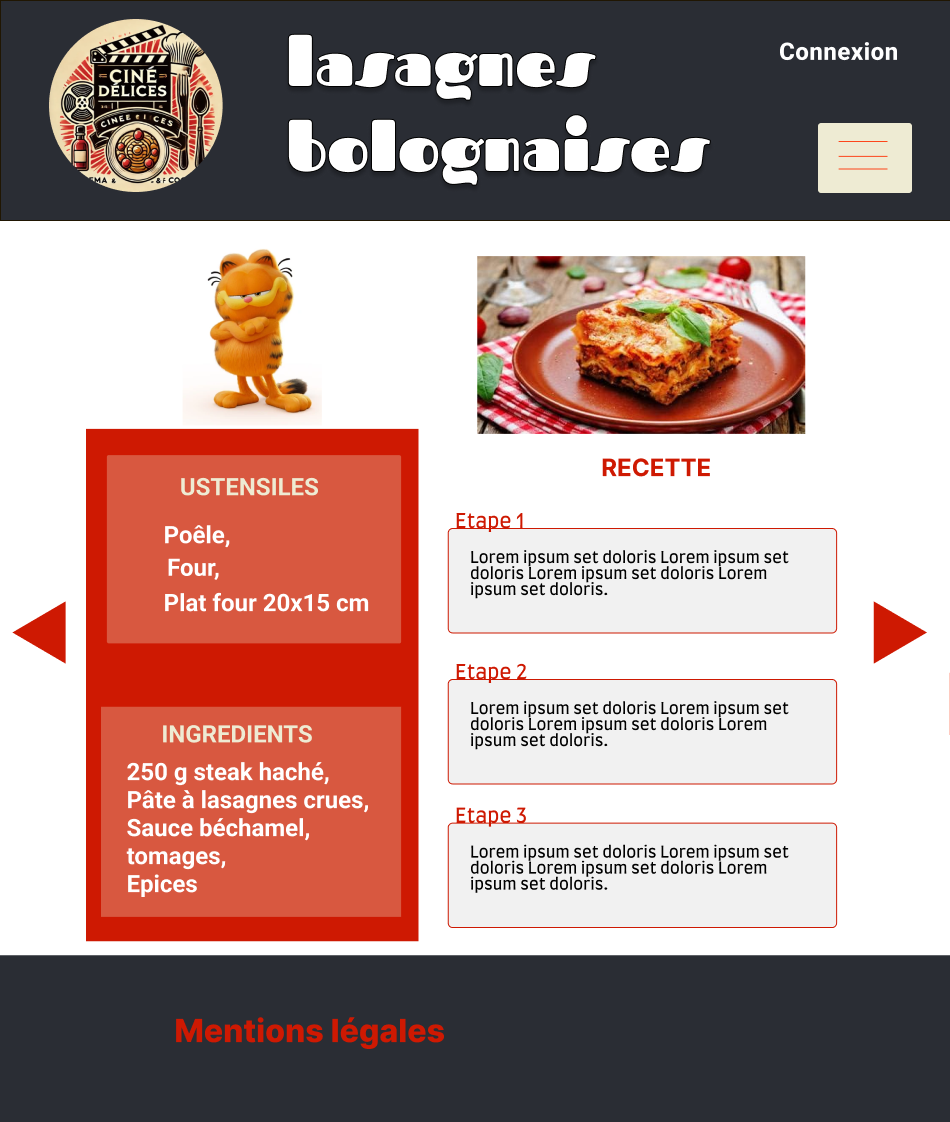 CINÉ
DÉLICES
lasagnes
bolognaises
Connexion
USTENSILES
Poêle,
Four,
Plat four 20x15 cm
INGREDIENTS
250 g steak haché,
Pâte à lasagnes crues,
Sauce béchamel,
tomages,
Epices
RECETTE
Etape 1
Lorem ipsum set doloris Lorem ipsum set
doloris Lorem ipsum set doloris Lorem
ipsum set doloris.
Etape 2
Lorem ipsum set doloris Lorem ipsum set
doloris Lorem ipsum set doloris Lorem
ipsum set doloris.
Etape 3
Lorem ipsum set doloris Lorem ipsum set
doloris Lorem ipsum set doloris Lorem
ipsum set doloris.
Mentions légales